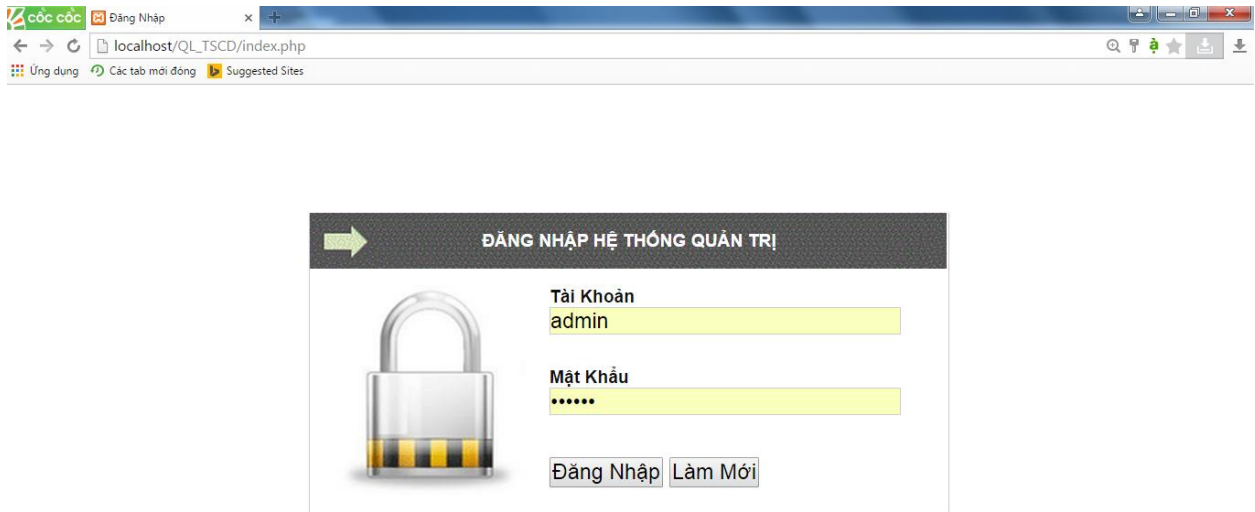 cốc cốc Đăng Nhập
localhost/QL_TSCD/index.php
Ứng dụng Các tab mới đóng Suggested Sites
ĐĂNG NHẬP HỆ THỐNG QUẢN TRỊ
Tài Khoản
admin
Mật Khẩu
••••••
Đăng Nhập Làm Mới